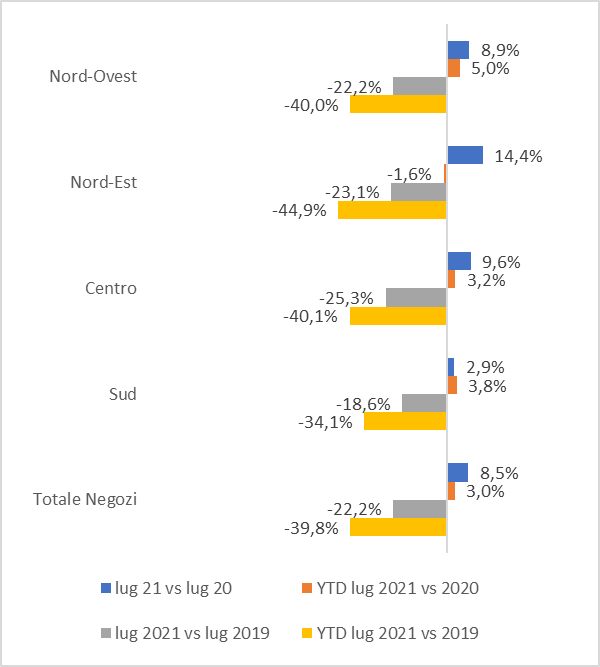 Nord-Ovest
8,9%
5,0%
-22,2%
-40,0%
Nord-Est
14,4%
-1,6%
-23,1%
-44,9%
Centro
9,6%
3,2%
-25,3%
-40,1%
Sud
2,9%
3,8%
-18,6%
-34,1%
Totale Negozi
8,5%
3,0%
-22,2%
-39,8%
lug 21 vs lug 20
YTD lug 2021 vs 2020
lug 2021 vs lug 2019
YTD lug 2021 vs 2019